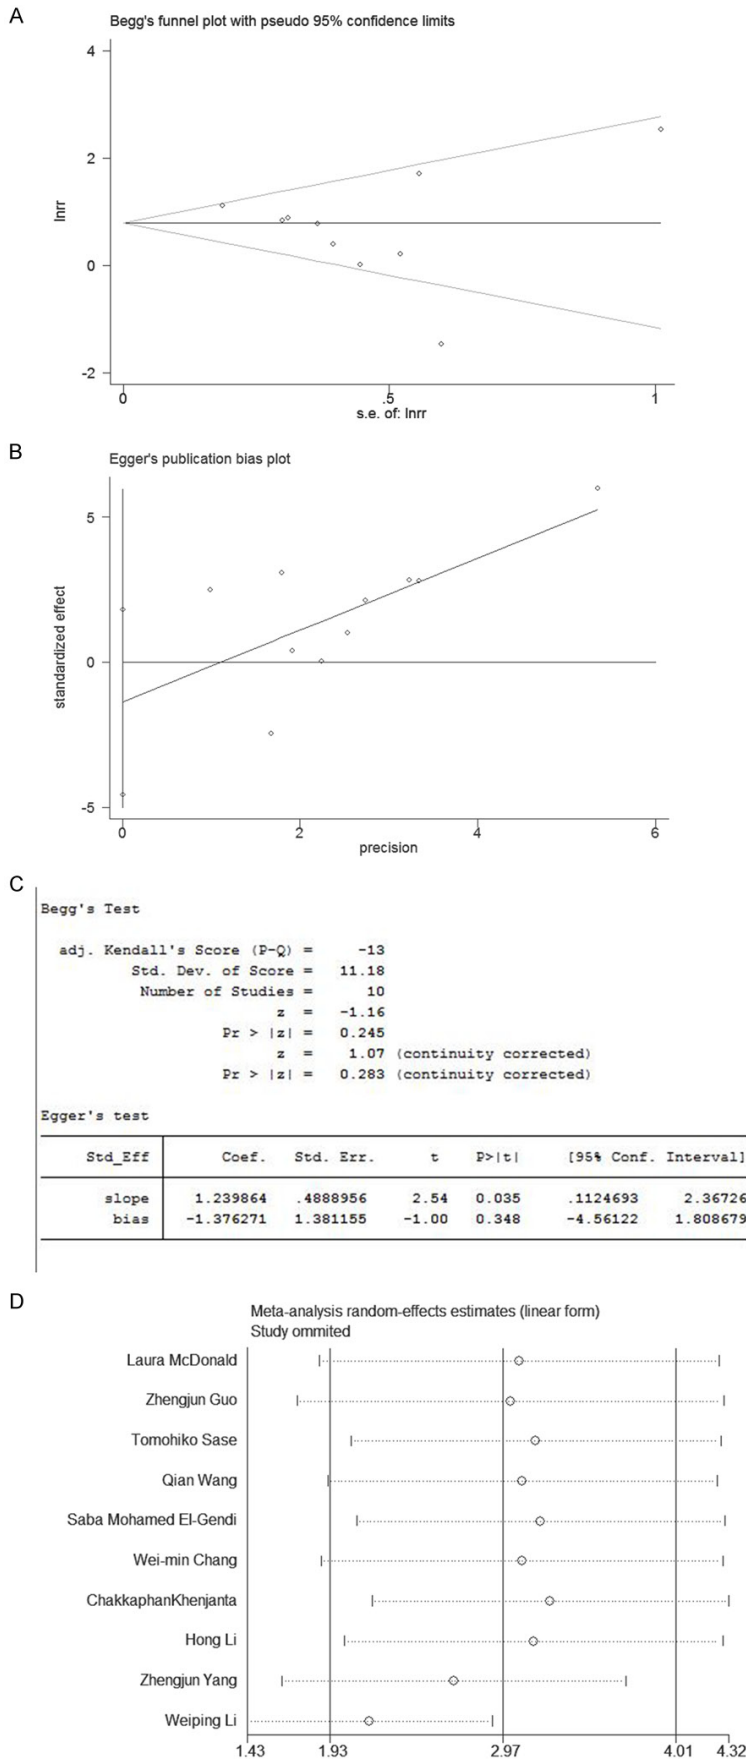 A
Begg's funnel plot with pseudo 95% confidence limits
4
2
0
-2
lnrr
0 .5 1
s.e. of: lnrr
B
Egger's publication bias plot
5
0
-5
standardized effect
0 2 4 6
precision
C
Begg's Test
adj. Kendall's Score (P-Q) = -13
Std. Dev. of Score = 11.18
Number of Studies = 10
z = -1.16
Pr > |z| = 0.245
z = 1.07 (continuity corrected)
Pr > |z| = 0.283 (continuity corrected)
Egger's test
Std_Eff Coef. Std. Err. t P>|t| [95% Conf. Interval]
slope 1.239864 .4888956 2.54 0.035 .1124693 2.36726
bias -1.376271 1.381155 -1.00 0.348 -4.56122 1.808679
D
Meta-analysis random-effects estimates (linear form)
Study ommited
Laura McDonald
Zhengjun Guo
Tomohiko Sase
Qian Wang
Saba Mohamed El-Gendi
Wei-min Chang
ChakkaphanKhenjanta
Hong Li
Zhengjun Yang
Weiping Li
1.43 1.93 2.97 4.01 4.32